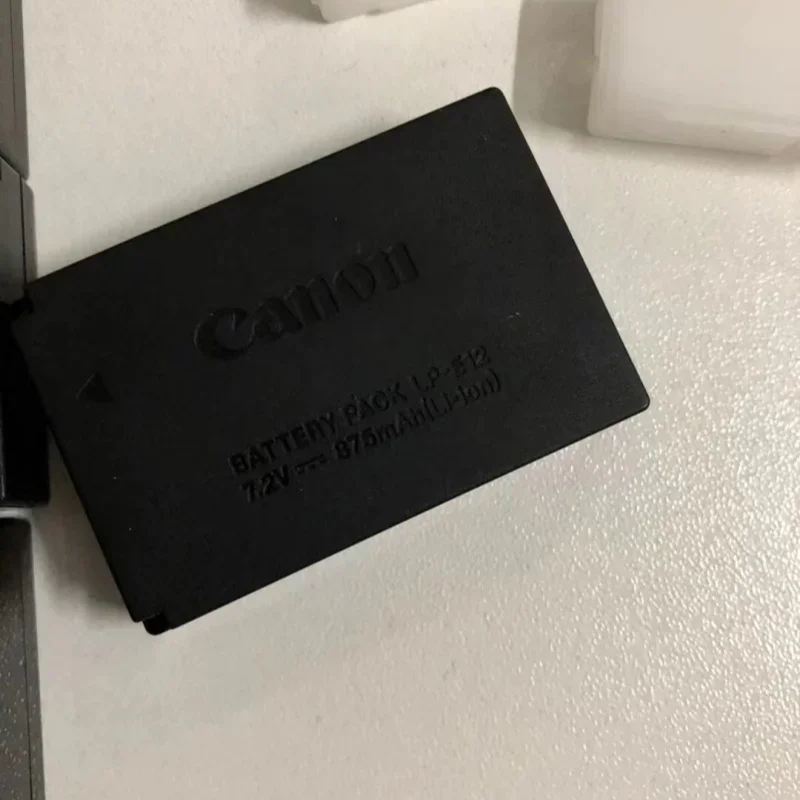 Canon
BATTERY PACK LP-E12
7.2V ⎓ 875mAh(Li-Ion)